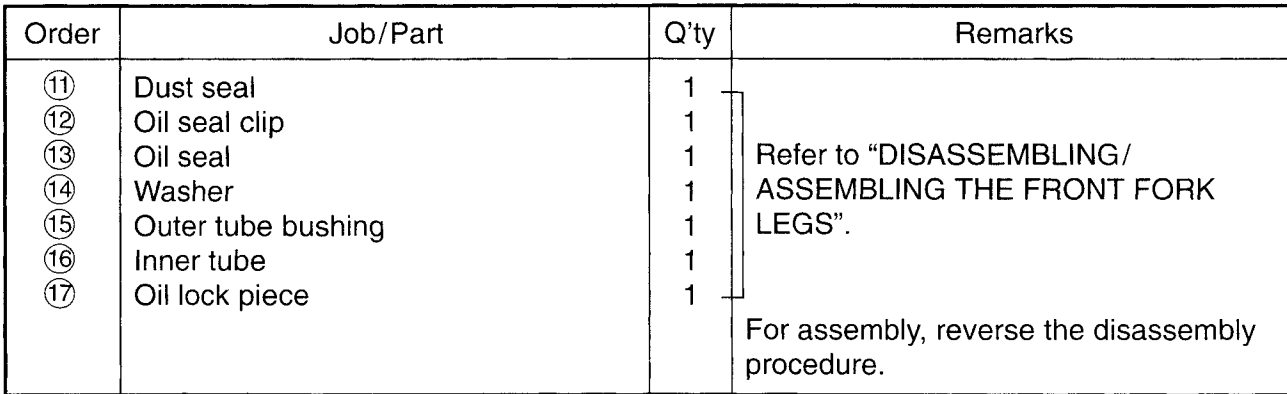 Order Job/Part Q'ty Remarks
⑪ Dust seal 1
⑫ Oil seal clip 1
⑬ Oil seal 1 Refer to “DISASSEMBLING/
⑭ Washer 1 ASSEMBLING THE FRONT FORK
⑮ Outer tube bushing 1 LEGS”.
⑯ Inner tube 1
⑰ Oil lock piece 1
For assembly, reverse the disassembly
procedure.